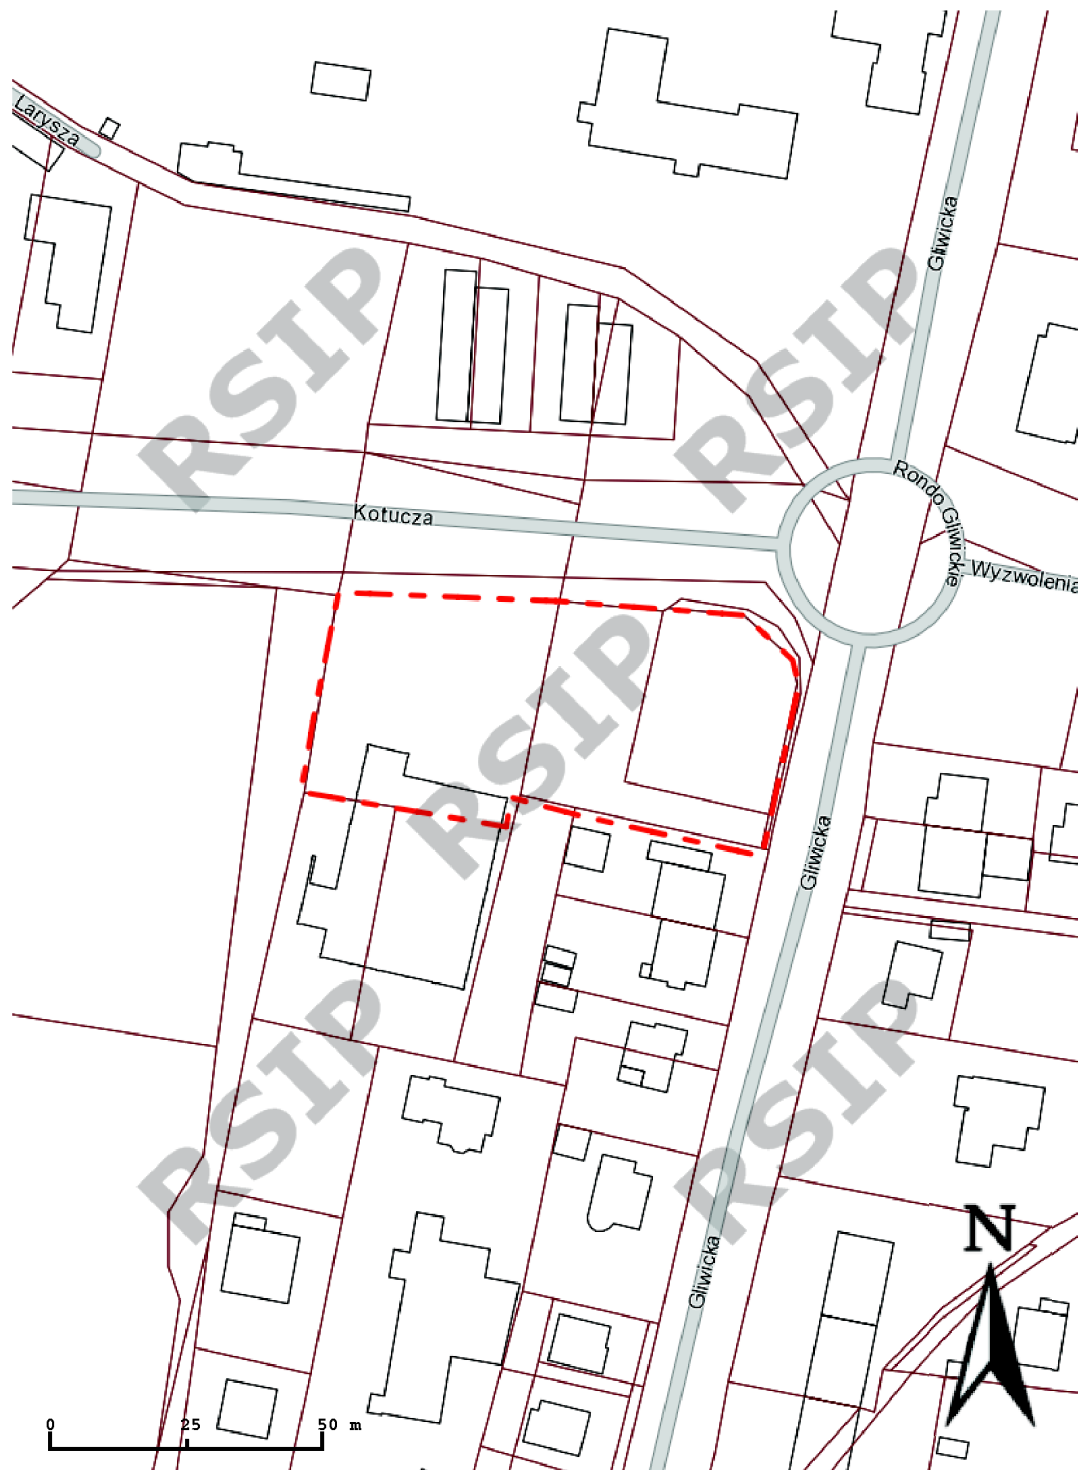 Larysza
Gliwicka
RSIP
RSIP
Rondo Gliwickie
Kotucza
Wyzwolenia
RSIP
Gliwicka
RSIP
RSIP
N
Gliwicka
0 25 50 m